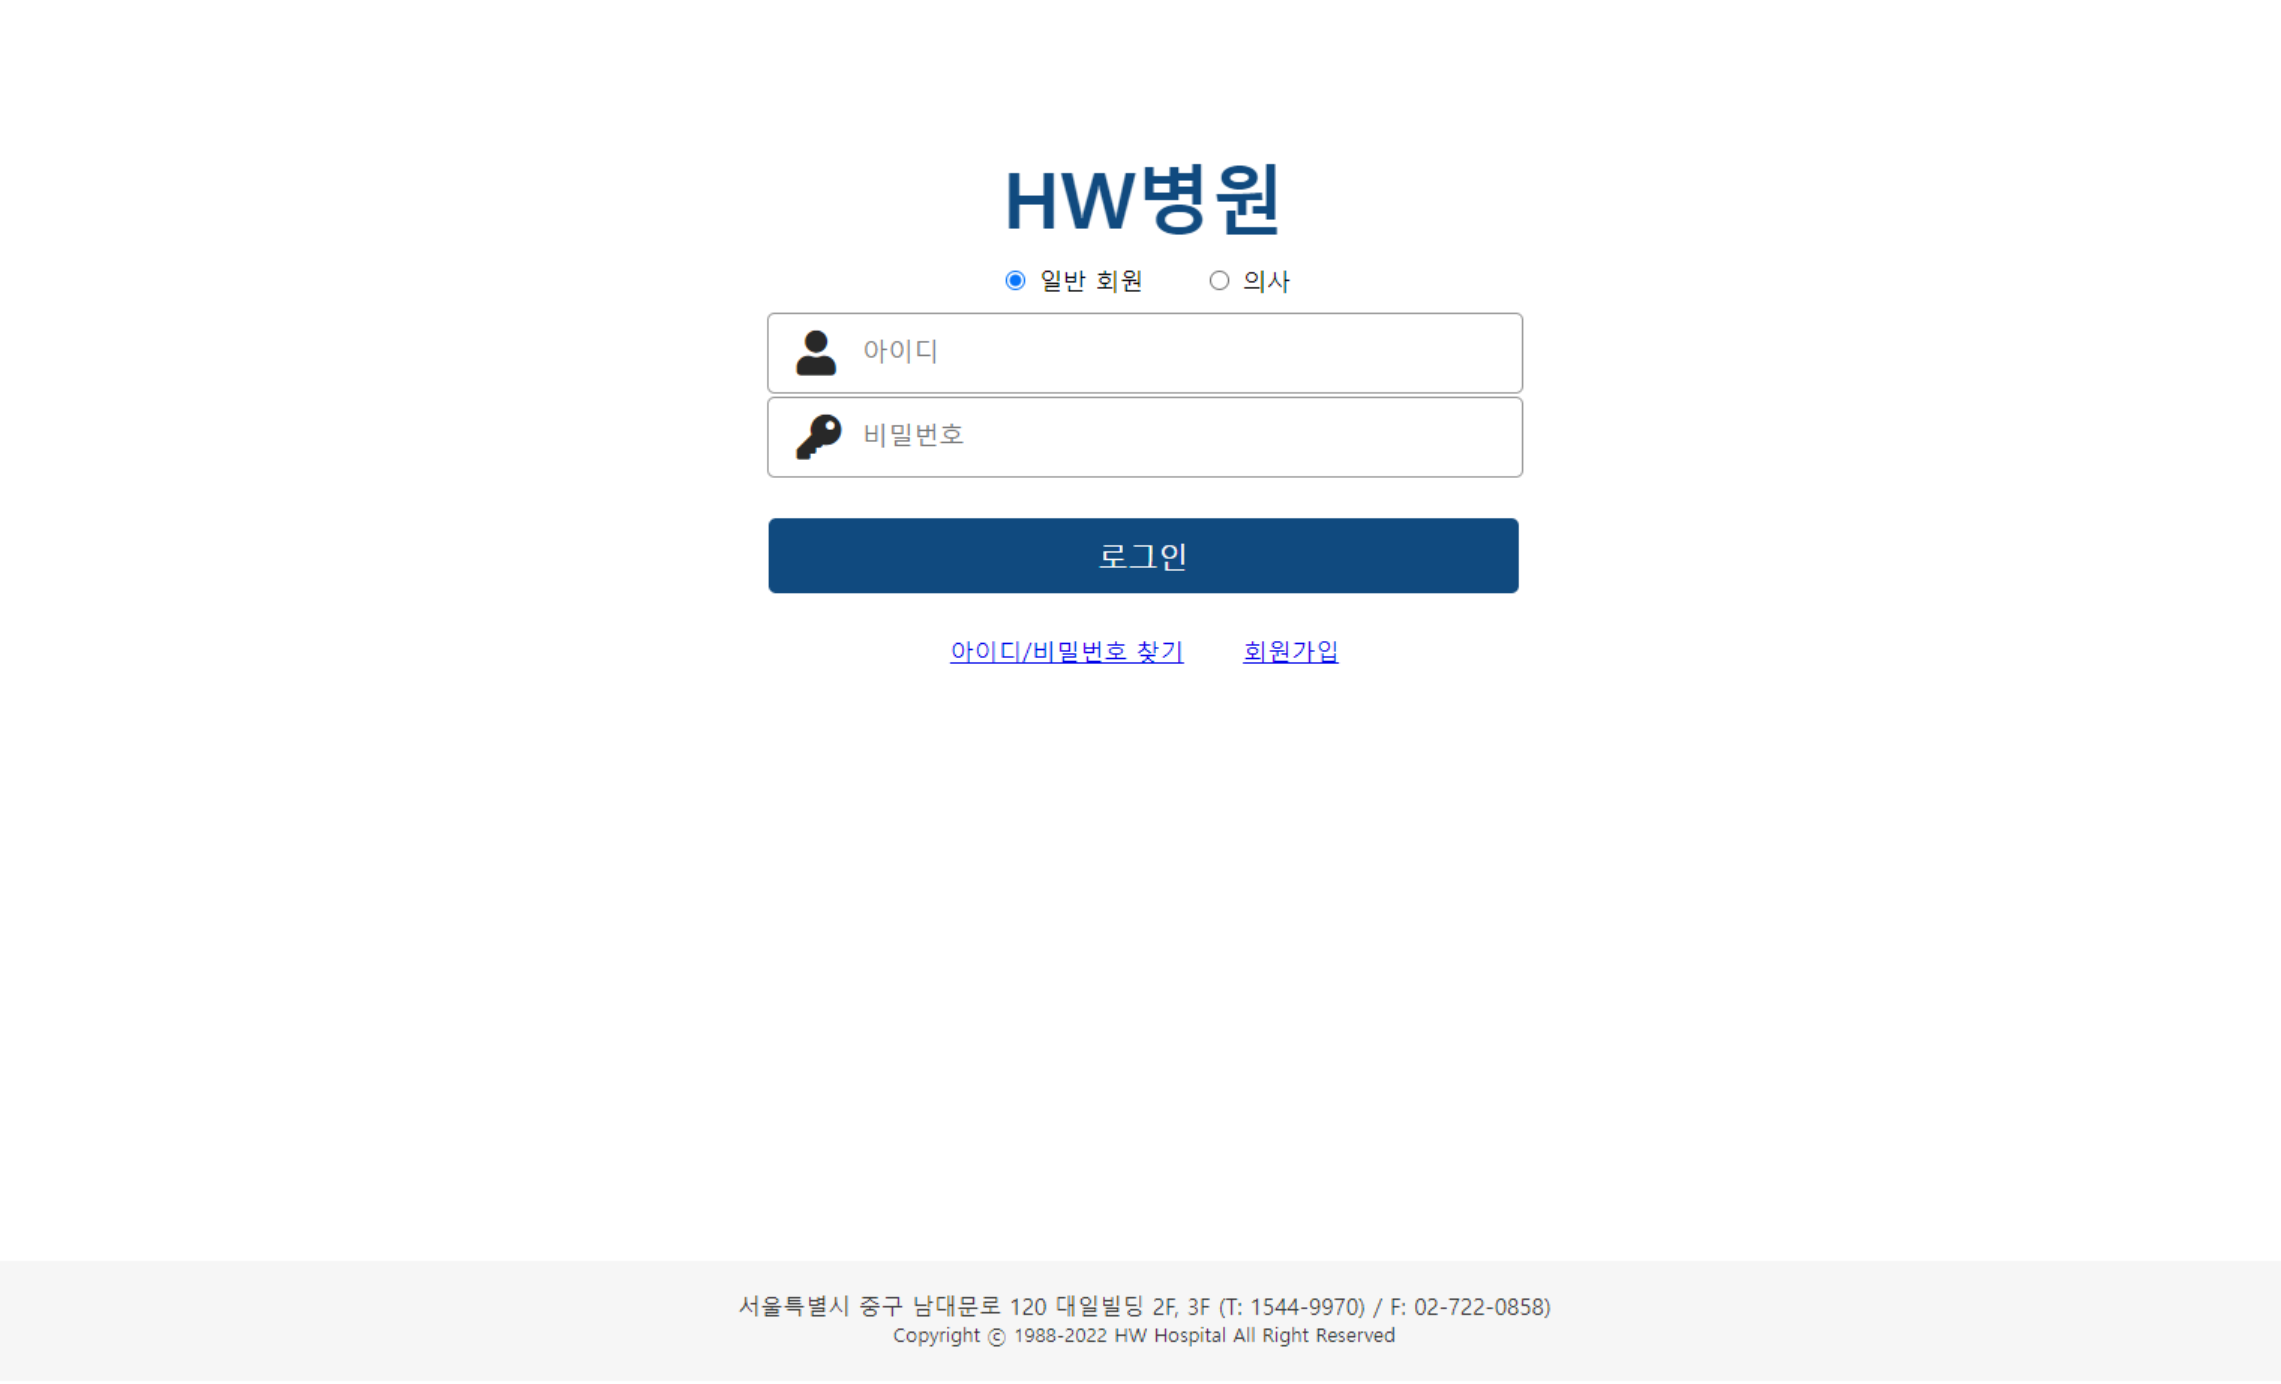 HW병원
일반 회원 의사
아이디
비밀번호
로그인
아이디/비밀번호 찾기 회원가입
서울특별시 중구 남대문로 120 대일빌딩 2F, 3F (T: 1544-9970) / F: 02-722-0858)
Copyright ⓒ 1988-2022 HW Hospital All Right Reserved